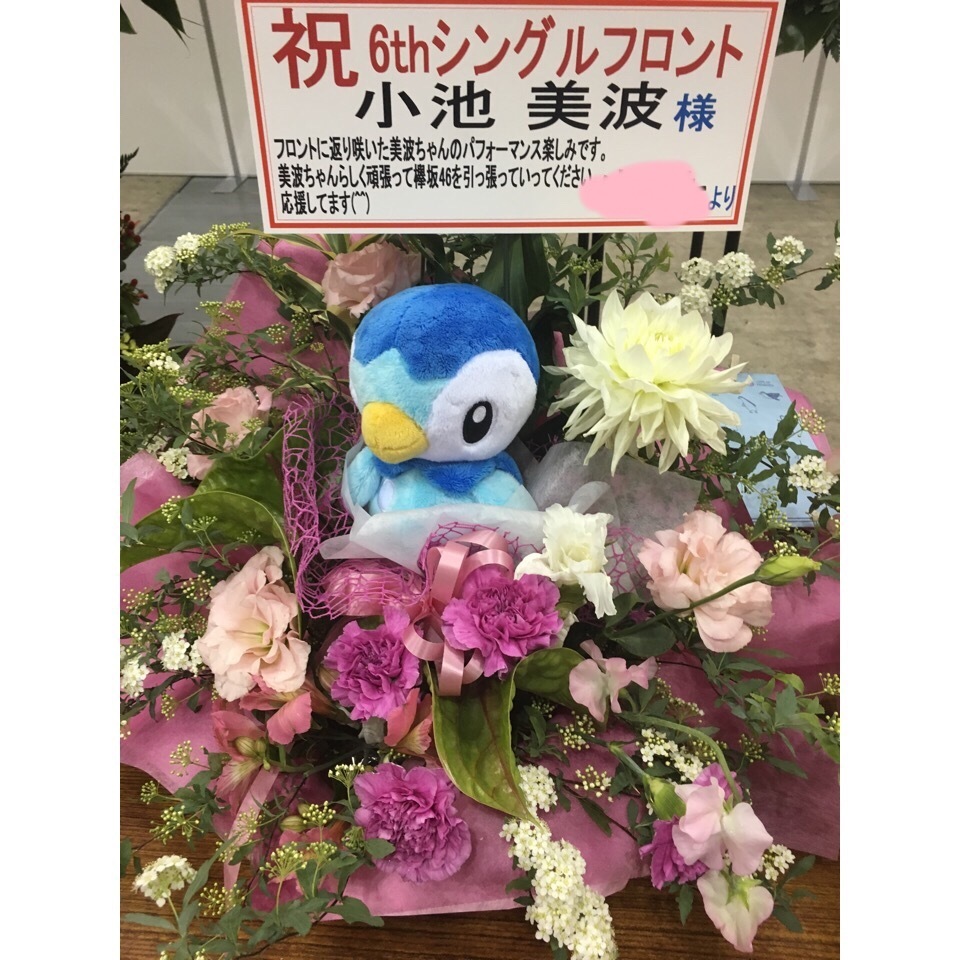 祝 6thシングルフロント
小池 美波 様
フロントに返り咲いた美波ちゃんのパフォーマンス楽しみです。
美波ちゃんらしく頑張って欅坂46を引っ張っていってください
応援してます(^^)
より